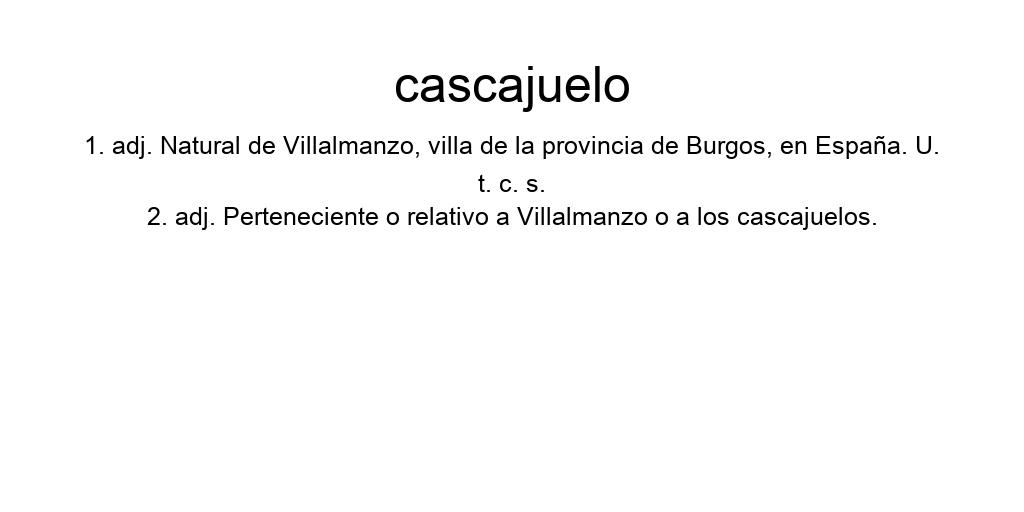 cascajuelo
1. adj. Natural de Villalmanzo, villa de la provincia de Burgos, en España. U.
t. c. s.
2. adj. Perteneciente o relativo a Villalmanzo o a los cascajuelos.